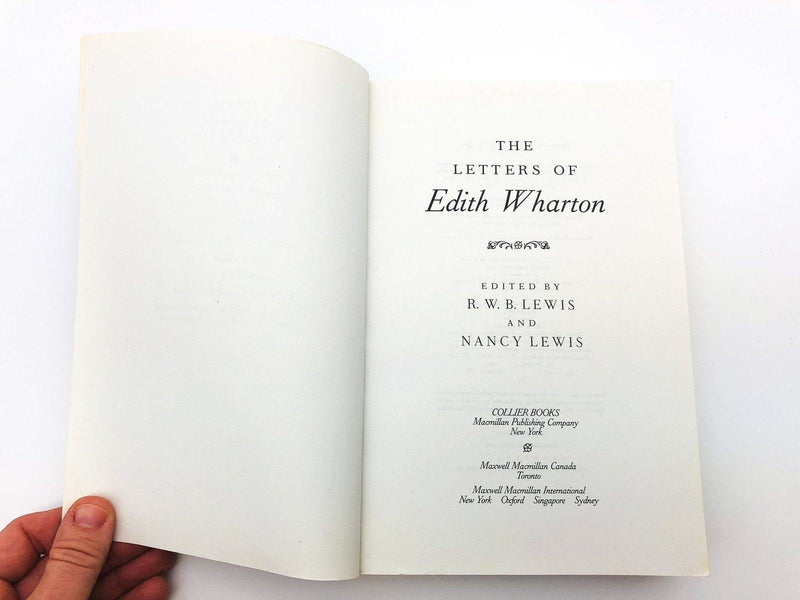 THE
LETTERS OF
Edith Wharton
EDITED BY
R. W. B. LEWIS
AND
NANCY LEWIS
COLLIER BOOKS
Macmillan Publishing Company
New York
Maxwell Macmillan Canada
Toronto
Maxwell Macmillan International
New York Oxford Singapore Sydney